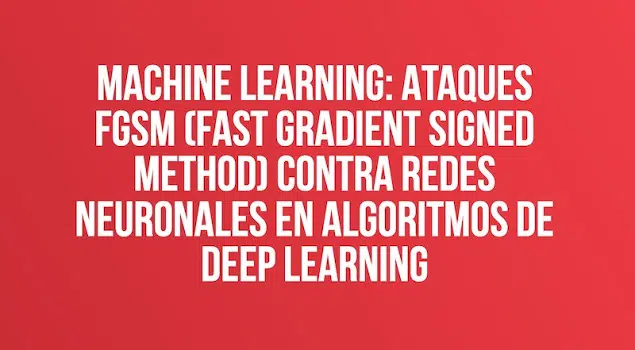 MACHINE LEARNING: ATAQUES
FGSM (FAST GRADIENT SIGNED
METHOD) CONTRA REDES
NEURONALES EN ALGORITMOS DE
DEEP LEARNING